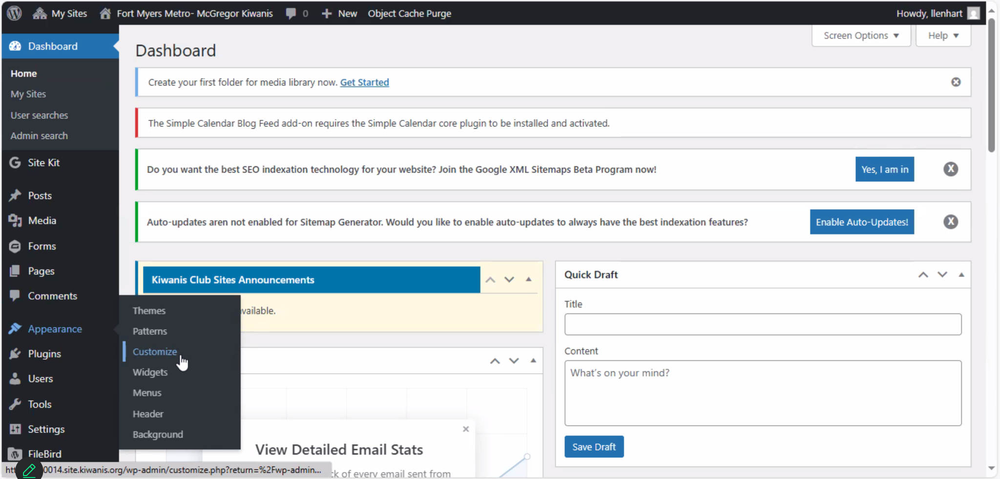 My Sites
Fort Myers Metro- McGregor Kiwanis
0
New
Object Cache Purge
Howdy, llenhart
Screen Options
Help
Dashboard
Home
My Sites
User searches
Admin search
Site Kit
Posts
Media
Forms
Pages
Comments
Appearance
Plugins
Users
Tools
Settings
FileBird
Themes
Patterns
Customize
Widgets
Menus
Header
Background
Dashboard
Create your first folder for media library now. Get Started
The Simple Calendar Blog Feed add-on requires the Simple Calendar core plugin to be installed and activated.
Do you want the best SEO indexation technology for your website? Join the Google XML Sitemaps Beta Program now!
Yes, I am in
X
Auto-updates aren not enabled for Sitemap Generator. Would you like to enable auto-updates to always have the best indexation features?
Enable Auto-Updates!
X
Kiwanis Club Sites Announcements
vailable.
View Detailed Email Stats
ck of every email sent from
Quick Draft
Title
Content
What's on your mind?
Save Draft
htt 0014.site.kiwanis.org/wp-admin/customize.php?return=%2Fwp-admin...